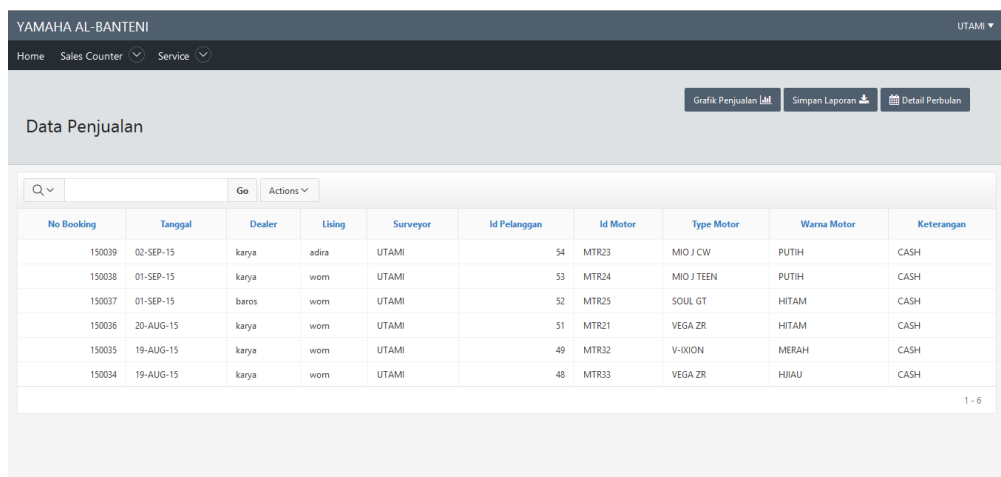 YAMAHA AL-BANTENI UTAMI
Home Sales Counter Service
Grafik Penjualan Simpan Laporan Detail Perbulan
Data Penjualan
Go Actions
No Booking Tanggal Dealer Lising Surveyor Id Pelanggan Id Motor Type Motor Warna Motor Keterangan
150039 02-SEP-15 karya adira UTAMI 54 MTR23 MIO J CW PUTIH CASH
150038 01-SEP-15 karya wom UTAMI 53 MTR24 MIO J TEEN PUTIH CASH
150037 01-SEP-15 baros wom UTAMI 52 MTR25 SOUL GT HITAM CASH
150036 20-AUG-15 karya wom UTAMI 51 MTR21 VEGA ZR HITAM CASH
150035 19-AUG-15 karya wom UTAMI 49 MTR32 V-IXION MERAH CASH
150034 19-AUG-15 karya wom UTAMI 48 MTR33 VEGA ZR HJIAU CASH
1 - 6